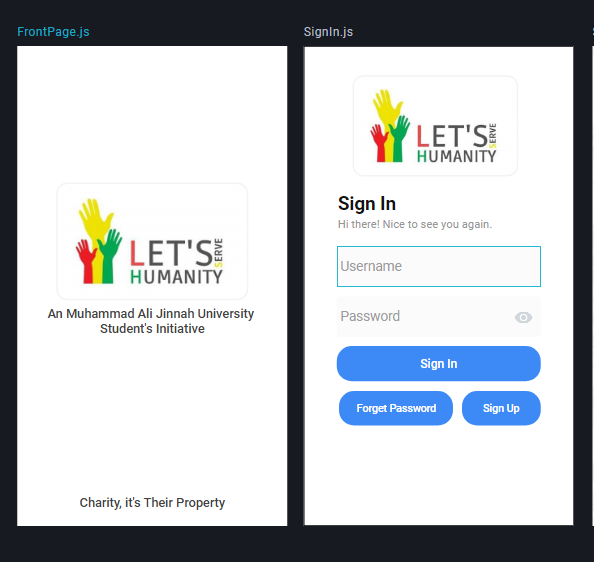 FrontPage.js
LET'S
SERVE
HUMANITY
An Muhammad Ali Jinnah University
Student's Initiative
Charity, it's Their Property
SignIn.js
LET'S
SERVE
HUMANITY
Sign In
Hi there! Nice to see you again.
Username
Password
Sign In
Forget Password
Sign Up